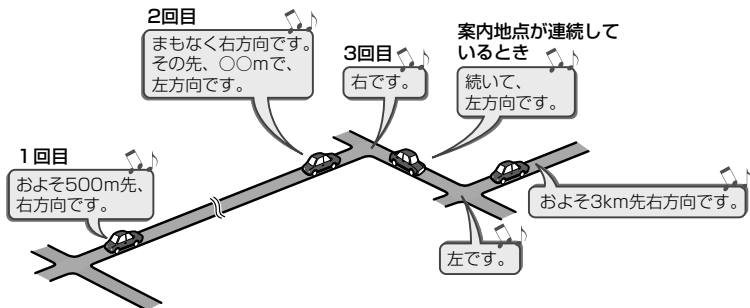 1回目
およそ500m先、
右方向です。
2回目
まもなく右方向です。
その先、○○mで、
左方向です。
3回目
右です。
案内地点が連続して
いるとき
続いて、
左方向です。
左です。
およそ3km先右方向です。